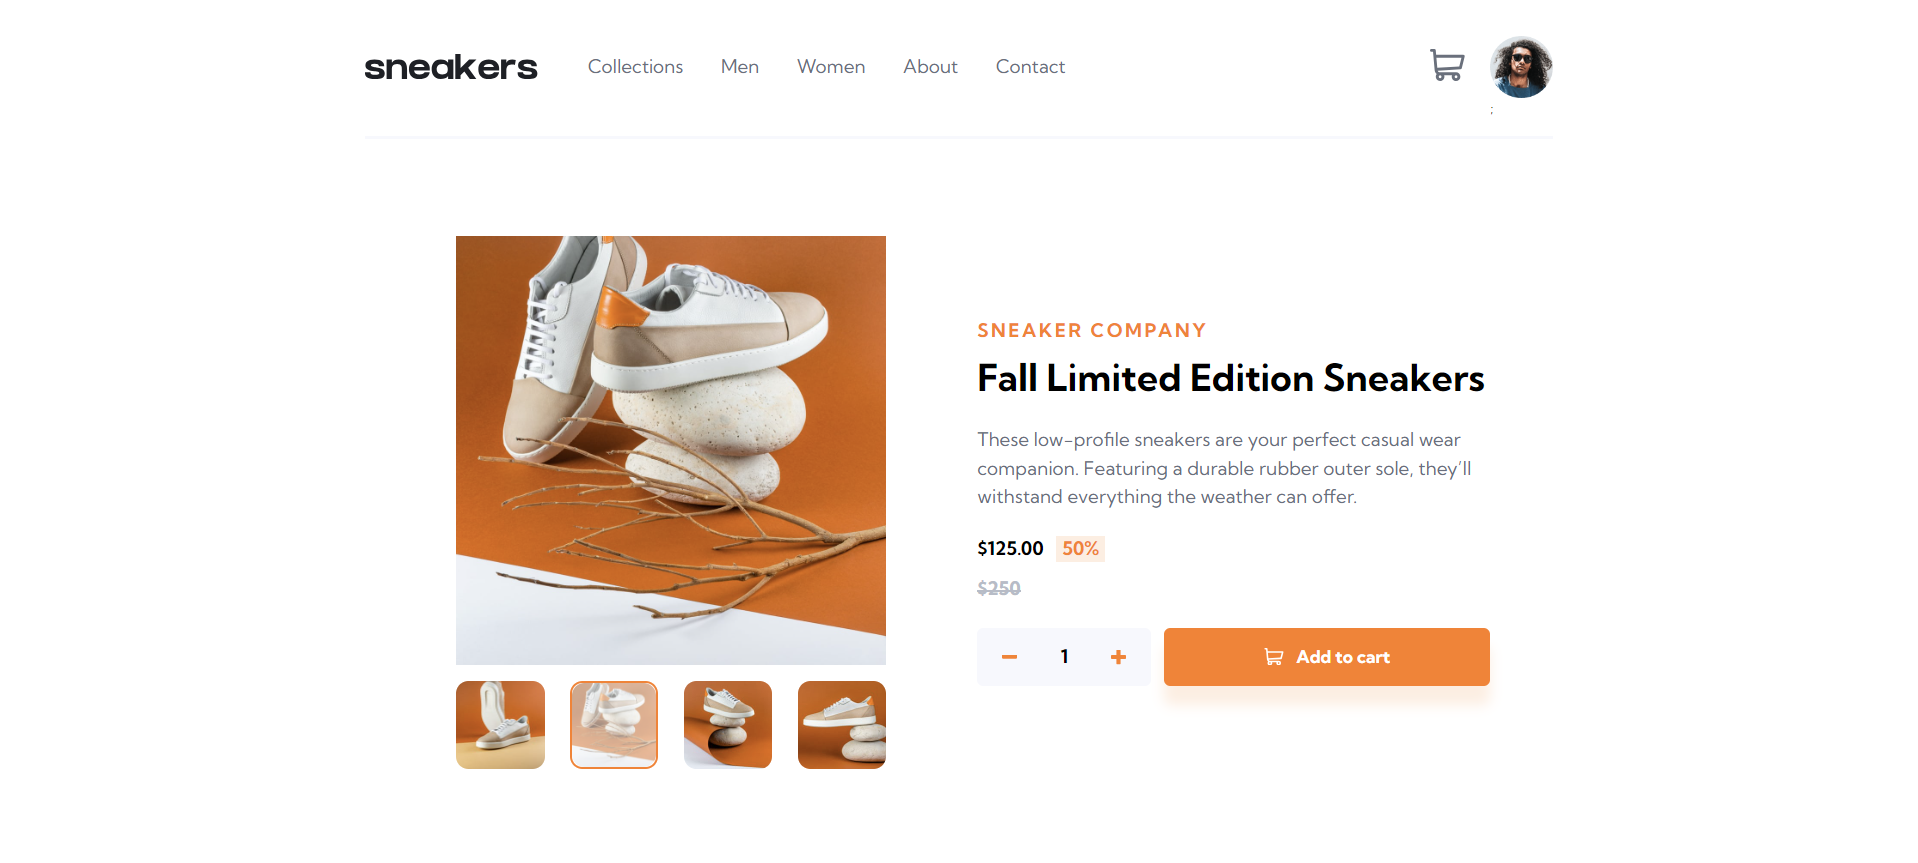 sneakers
Collections Men Women About Contact
;
SNEAKER COMPANY
Fall Limited Edition Sneakers
These low-profile sneakers are your perfect casual wear
companion. Featuring a durable rubber outer sole, they’ll
withstand everything the weather can offer.
$125.00 50%
$250
1
Add to cart